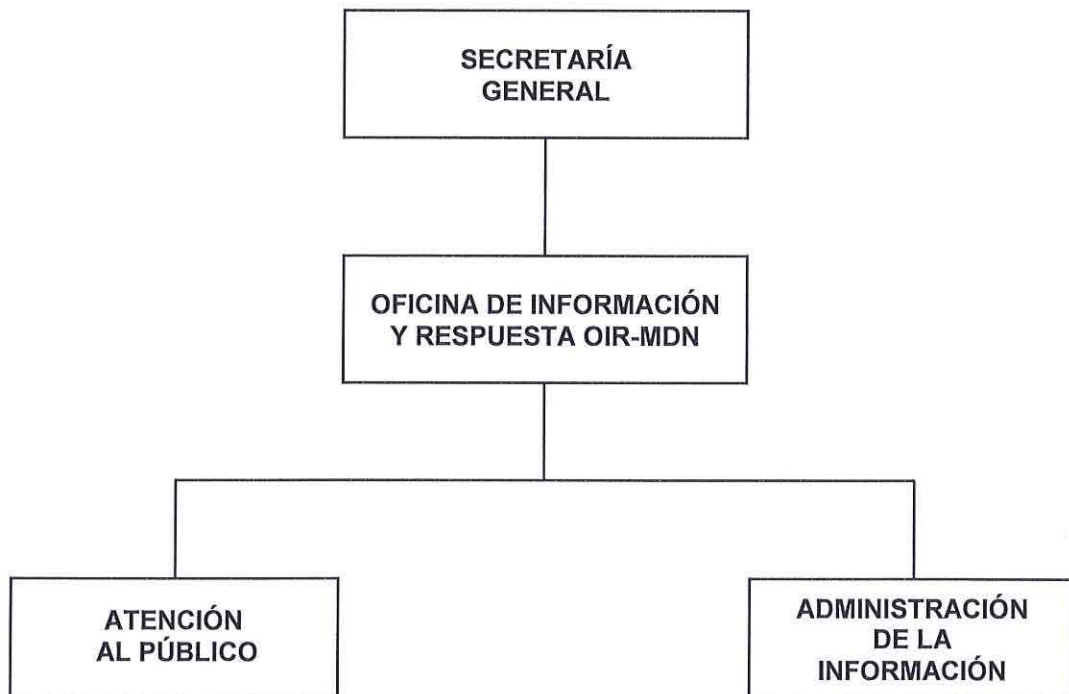 SECRETARÍA
GENERAL
OFICINA DE INFORMACIÓN
Y RESPUESTA OIR-MDN
ATENCIÓN
AL PÚBLICO
ADMINISTRACIÓN
DE LA
INFORMACIÓN